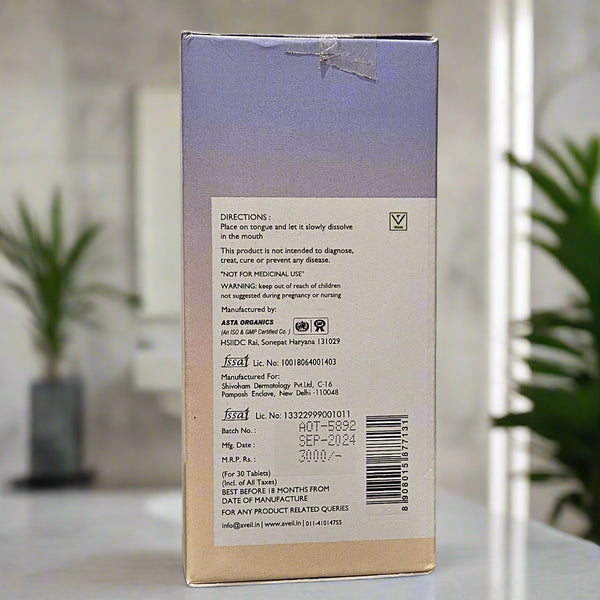 DIRECTIONS :
Place on tongue and let it slowly dissolve
in the mouth
This product is not intended to diagnose,
treat, cure or prevent any disease.
"NOT FOR MEDICINAL USE"
WARNING: keep out of reach of children
not suggested during pregnancy or nursing
Manufactured by:
ASTA ORGANICS
(An ISO & GMP Certified Co. )
HSIIDC Rai, Sonepat Haryana 131029
fssai Lic. No: 10018064001403
Manufactured For:
Shivoham Dermatology Pvt.Ltd, C-16
Pamposh Enclave, New Delhi -110048
fssai Lic. No: 13322999001011
Batch No. : AOT-5892
Mfg. Date : SEP-2024
M.R.P. Rs. : 3000/-
(For 30 Tablets)
(Incl. of All Taxes)
BEST BEFORE 18 MONTHS FROM
DATE OF MANUFACTURE
FOR ANY PRODUCT RELATED QUERIES
info@aveil.in | www.aveil.in | 011-41014755
VEGAN
8 908015 877131